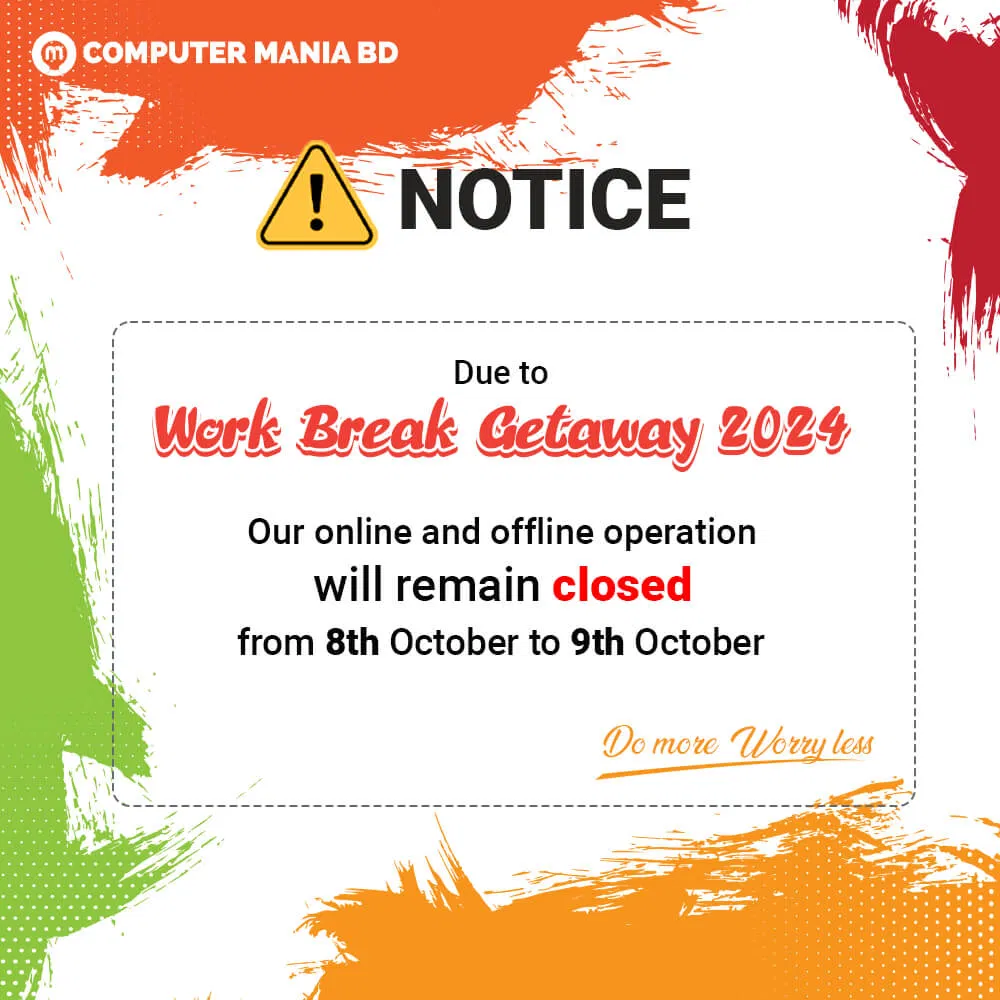 COMPUTER MANIA BD
NOTICE
Due to
Work Break Getaway 2024
Our online and offline operation
will remain closed
from 8th October to 9th October
Do more Worry less